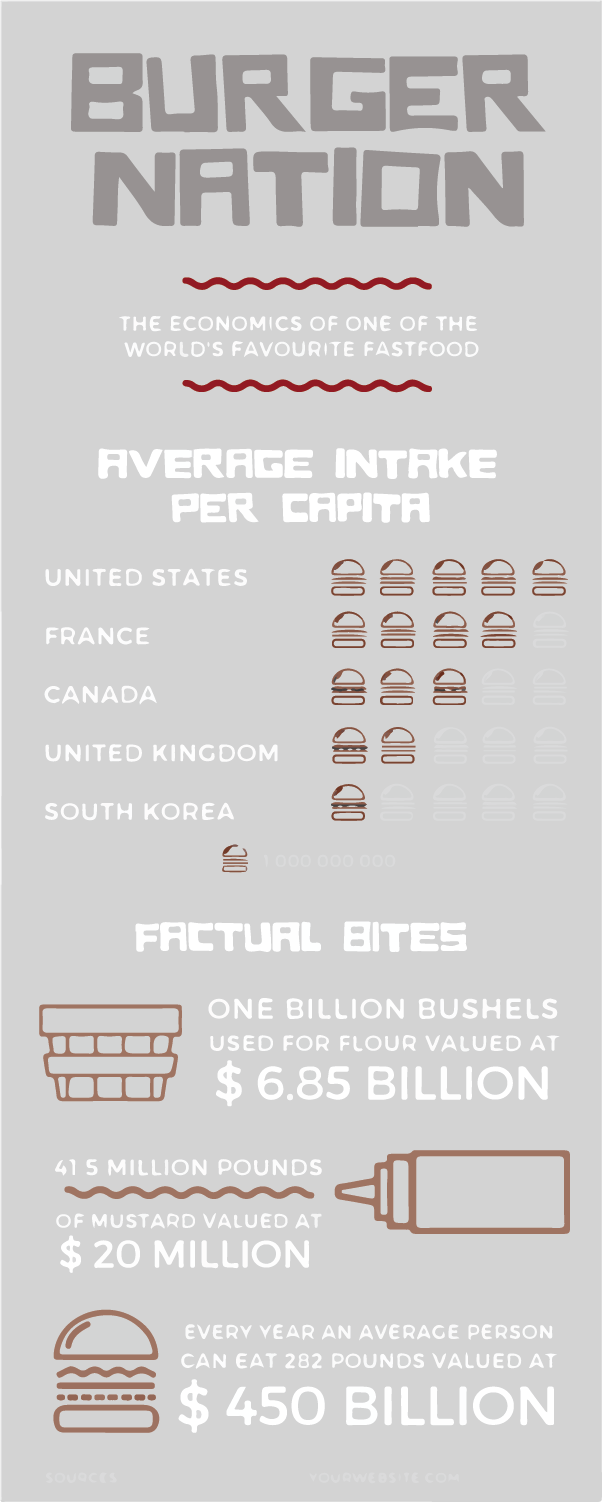 BURGER
NATION
THE ECONOMICS OF ONE OF THE
WORLD'S FAVOURITE FASTFOOD
AVERAGE INTAKE
PER CAPITA
UNITED STATES
FRANCE
CANADA
UNITED KINGDOM
SOUTH KOREA
1 000 000 000
FACTUAL BITES
ONE BILLION BUSHELS
USED FOR FLOUR VALUED AT
$ 6.85 BILLION
41 5 MILLION POUNDS
OF MUSTARD VALUED AT
$ 20 MILLION
EVERY YEAR AN AVERAGE PERSON
CAN EAT 282 POUNDS VALUED AT
$ 450 BILLION
SOURCES
YOURWEBSITE.COM